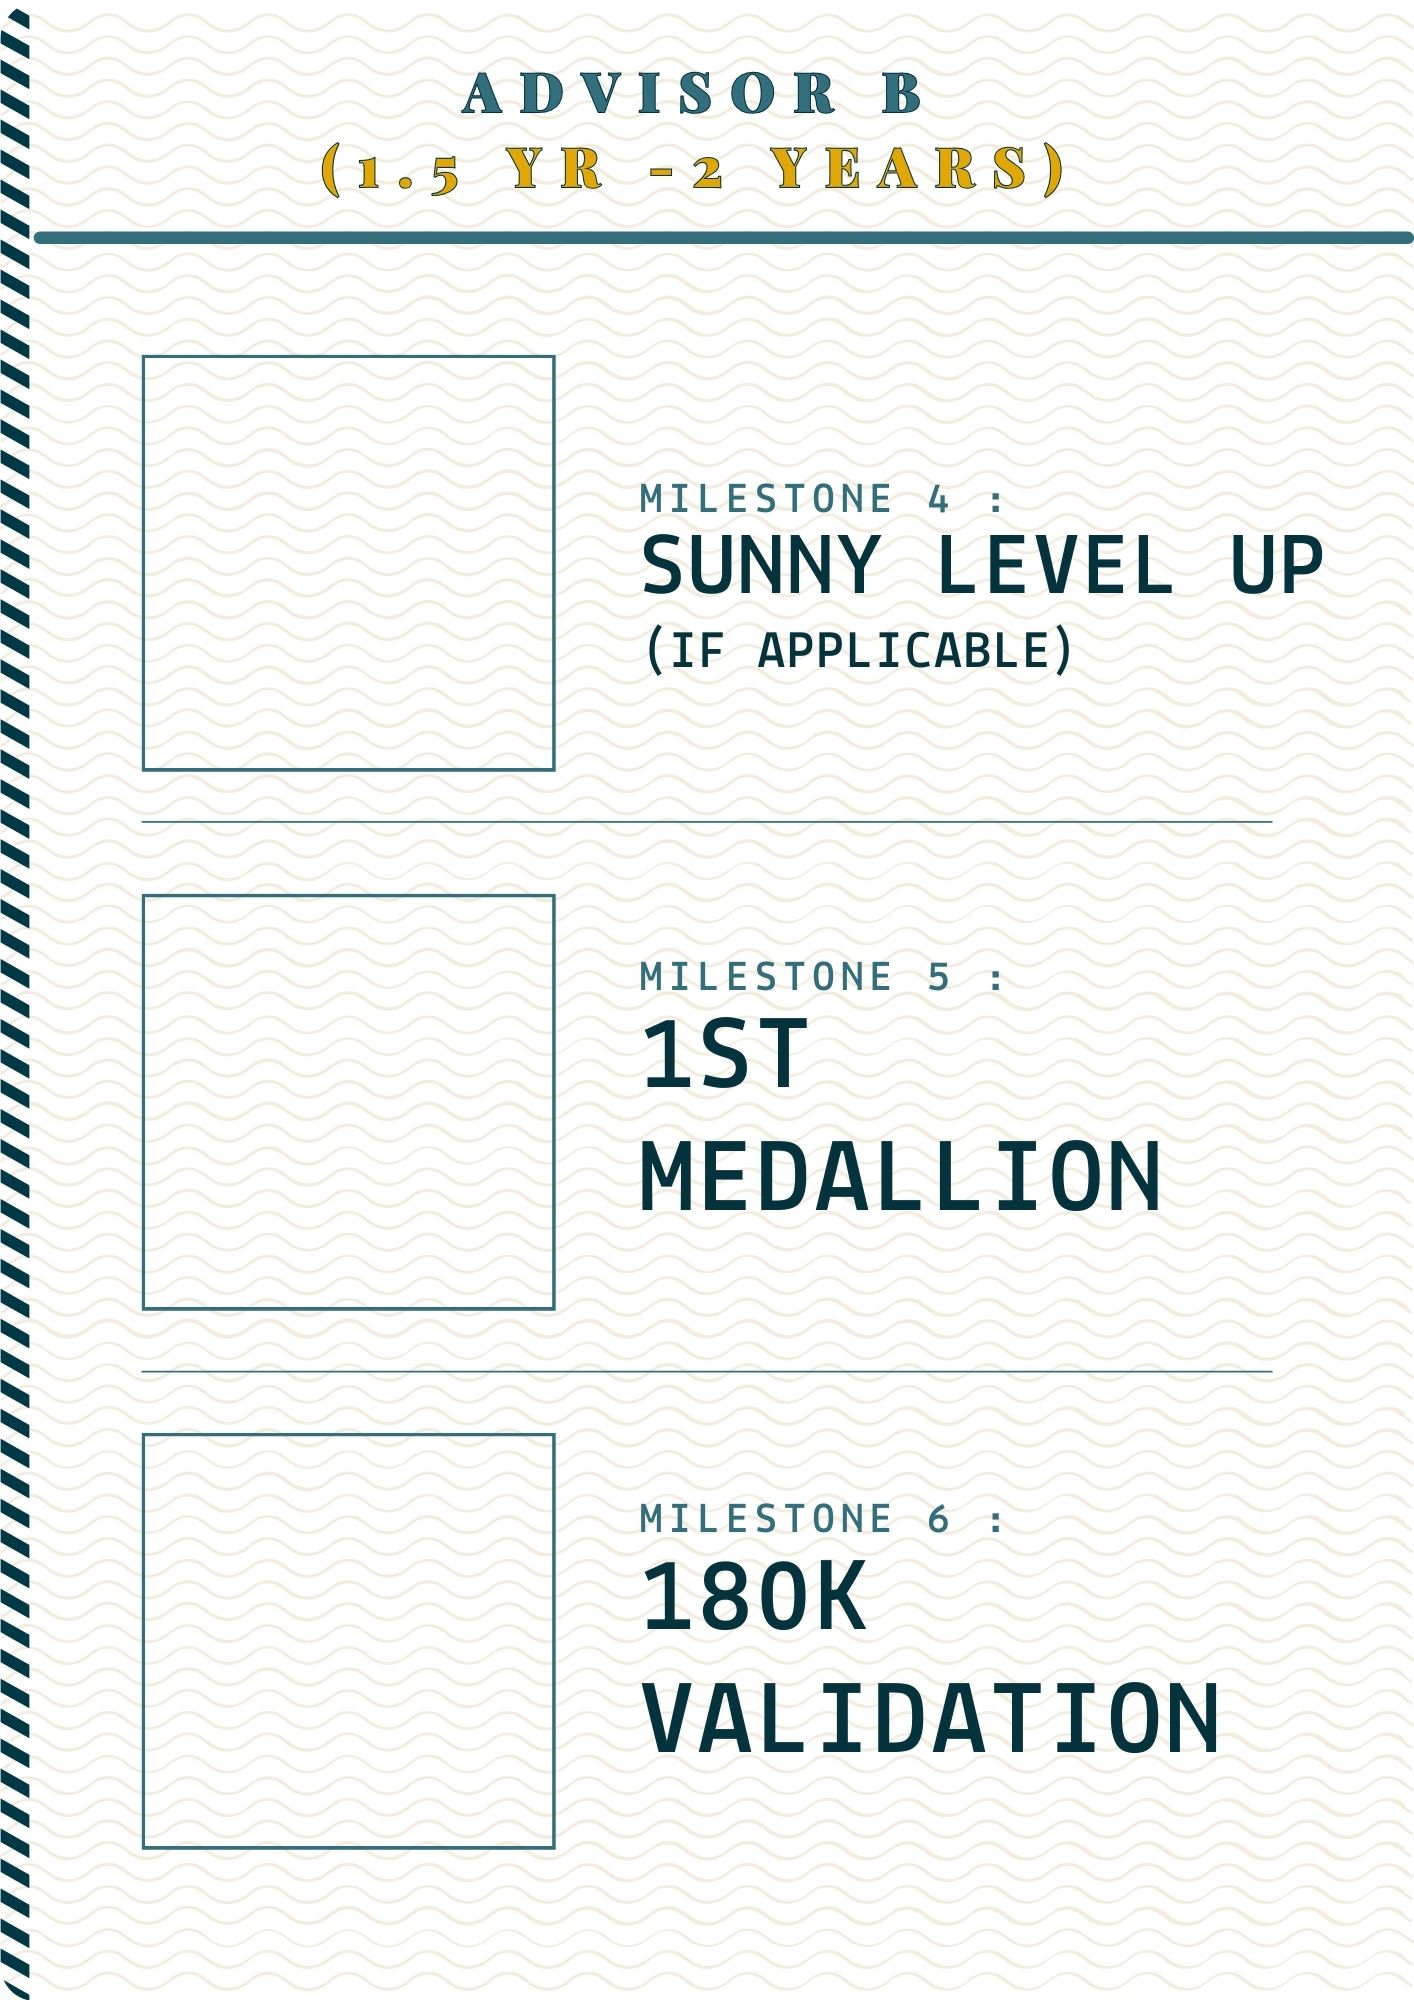 ADVISOR B
(1.5 YR -2 YEARS)
MILESTONE 4 :
SUNNY LEVEL UP
(IF APPLICABLE)
MILESTONE 5 :
1ST
MEDALLION
MILESTONE 6 :
180K
VALIDATION